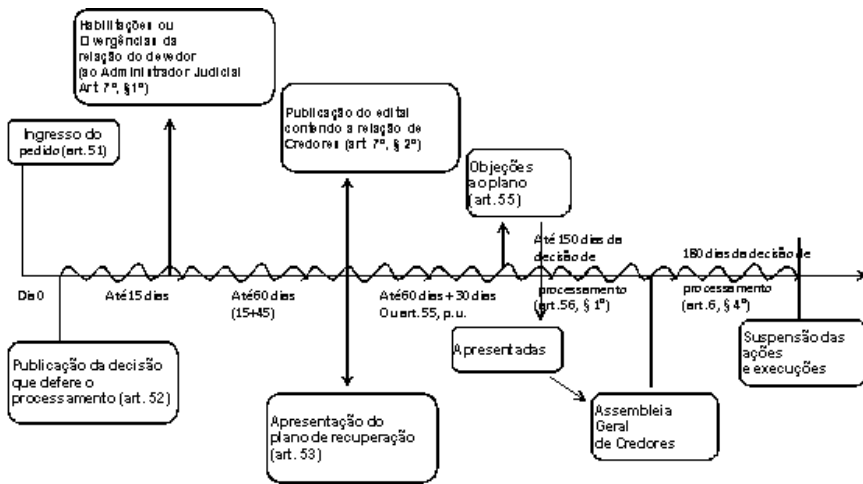 Habilitações ou
Divergências da
relação do devedor
(ao Administrador Judicial
Art 7º, §1º)
Publicação do edital
contendo a relação de
Credores (art 7º, § 2º)
Ingresso do
pedido (art. 51)
Objeções
ao plano
(art. 55)
Até 150 dias da
decisão de
processamento
(art. 56, § 1º)
180 dias da decisão de
processamento
(art. 6, § 4º)
Dia 0
Até 15 dias
Até 60 dias
(15+45)
Até 60 dias + 30 dias
Ou art. 55, p.u.
Publicação da decisão
que defere o
processamento (art. 52)
Apresentadas
Suspensão das
ações
e execuções
Apresentação do
plano de recuperação
(art. 53)
Assembleia
Geral
de Credores